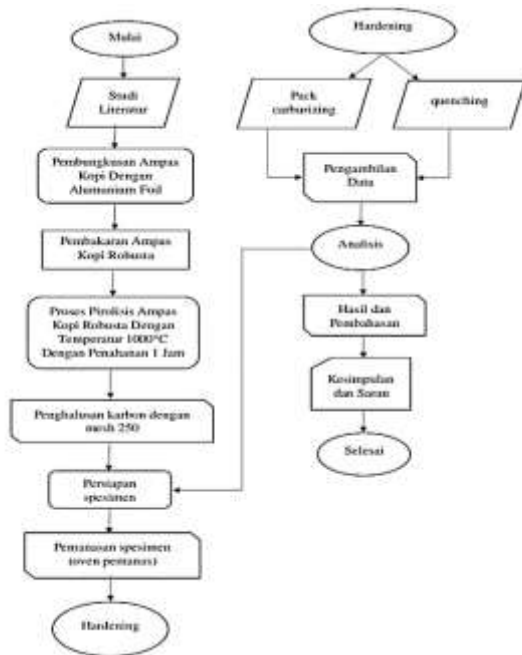 Mulai
Studi
Literatur
Pembungkusan Ampas
Kopi Dengan
Alumunium Foil
Pembakaran Ampas
Kopi Robusta
Proses Pirolisis Ampas
Kopi Robusta Dengan
Temperatur 1000°C
Dengan Penahanan 1 Jam
Penghalusan karbon dengan
mesh 250
Persiapan
spesimen
Pemanasan spesimen
(oven pemanas)
Hardening
Hardening
Pack
carburizing
quenching
Pengambilan
Data
Analisis
Hasil dan
Pembahasan
Kesimpulan
dan Saran
Selesai